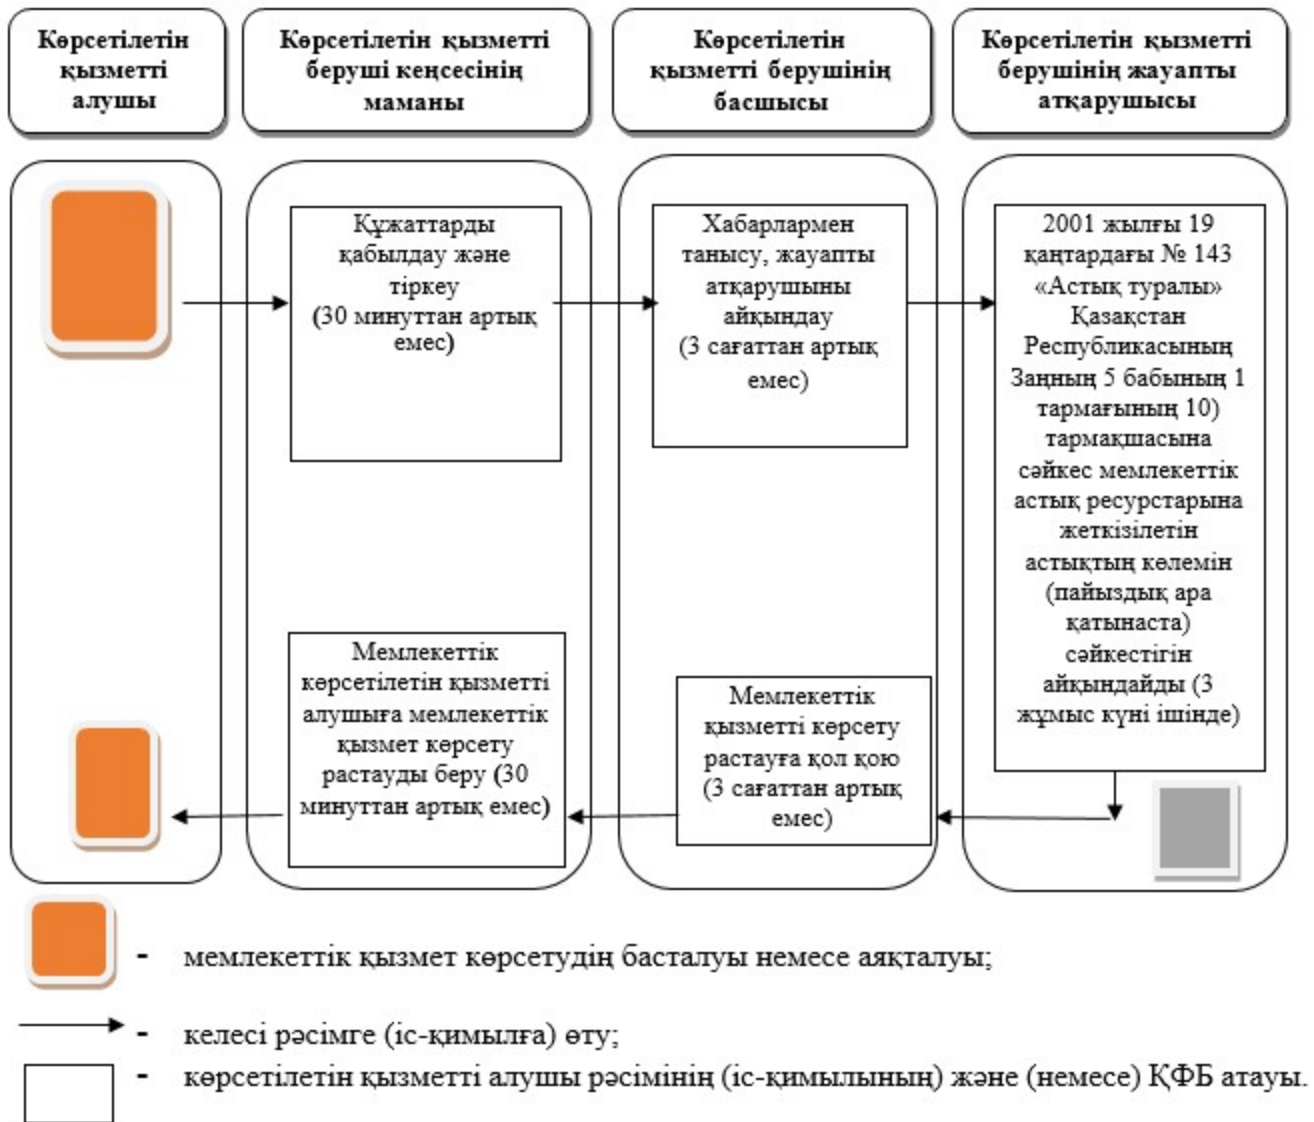 Көрсетілетін
қызметті
алушы
Көрсетілетін қызметті
беруші кеңсесінің
маманы
Көрсетілетін
қызметті берушінің
басшысы
Көрсетілетін қызметті
берушінің жауапты
атқарушысы
Құжаттарды
қабылдау және
тіркеу
(30 минуттан артық
емес)
Хабарлармен
танысу, жауапты
атқарушыны
айқындау
(3 сағаттан артық
емес)
2001 жылғы 19
қаңтардағы № 143
«Астық туралы»
Қазақстан
Республикасының
Заңның 5 бабының 1
тармағының 10)
тармақшасына
сәйкес мемлекеттік
астық ресурстарына
жеткізілетін
астықтың көлемін
(пайыздық ара
қатынаста)
сәйкестігін
айқындайды (3
жұмыс күні ішінде)
Мемлекеттік
көрсетілетін қызметті
алушыға мемлекеттік
қызмет көрсету
растауды беру (30
минуттан артық емес)
Мемлекеттік
қызметті көрсету
растауға қол қою
(3 сағаттан артық
емес)
- мемлекеттік қызмет көрсетудің басталуы немесе аяқталуы;
- келесі рәсімге (іс-қимылға) өту;
- көрсетілетін қызметті алушы рәсімінің (іс-қимылының) және (немесе) ҚФБ атауы.